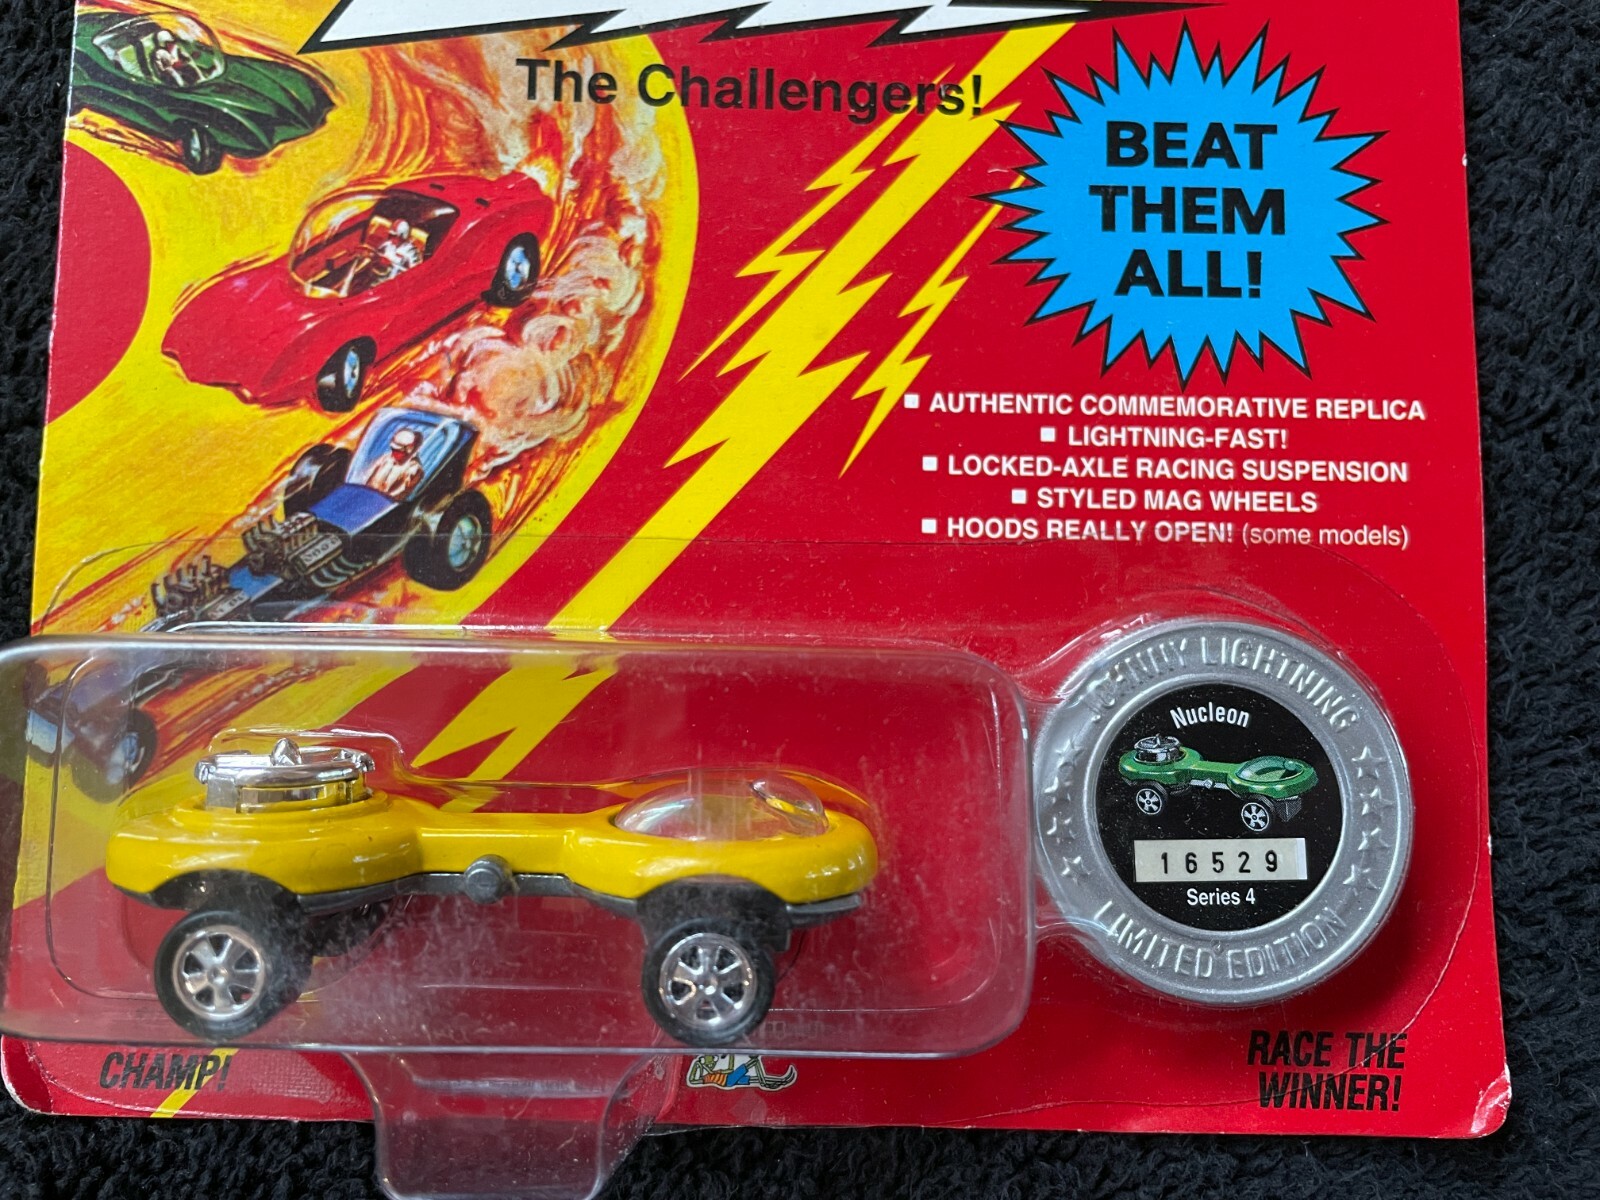 The Challengers!
BEAT
THEM
ALL!
AUTHENTIC COMMEMORATIVE REPLICA
LIGHTNING-FAST!
LOCKED-AXLE RACING SUSPENSION
STYLED MAG WHEELS
HOODS REALLY OPEN! (some models)
JOHNNY LIGHTNING
Nucleon
16529
Series 4
LIMITED EDITION
CHAMP!
RACE THE
WINNER!